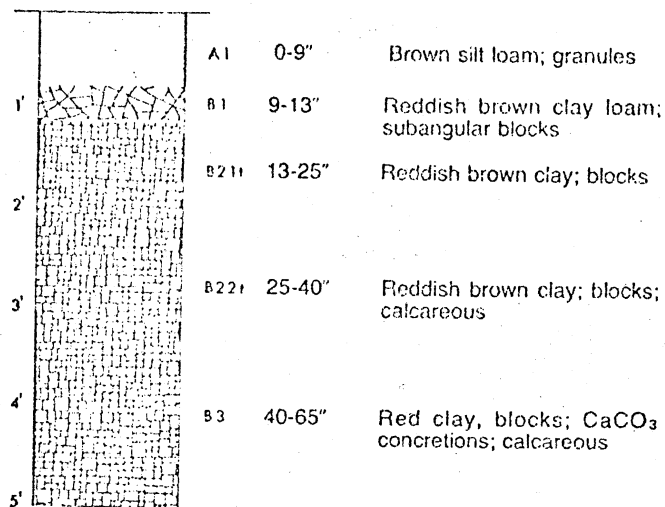 A1 0-9" Brown silt loam; granules
1' B1 9-13" Reddish brown clay loam;
subangular blocks
B21t 13-25" Reddish brown clay; blocks
2'
B22t 25-40" Reddish brown clay; blocks;
3' calcareous
4' B3 40-65" Red clay, blocks; CaCO₃
concretions; calcareous
5'